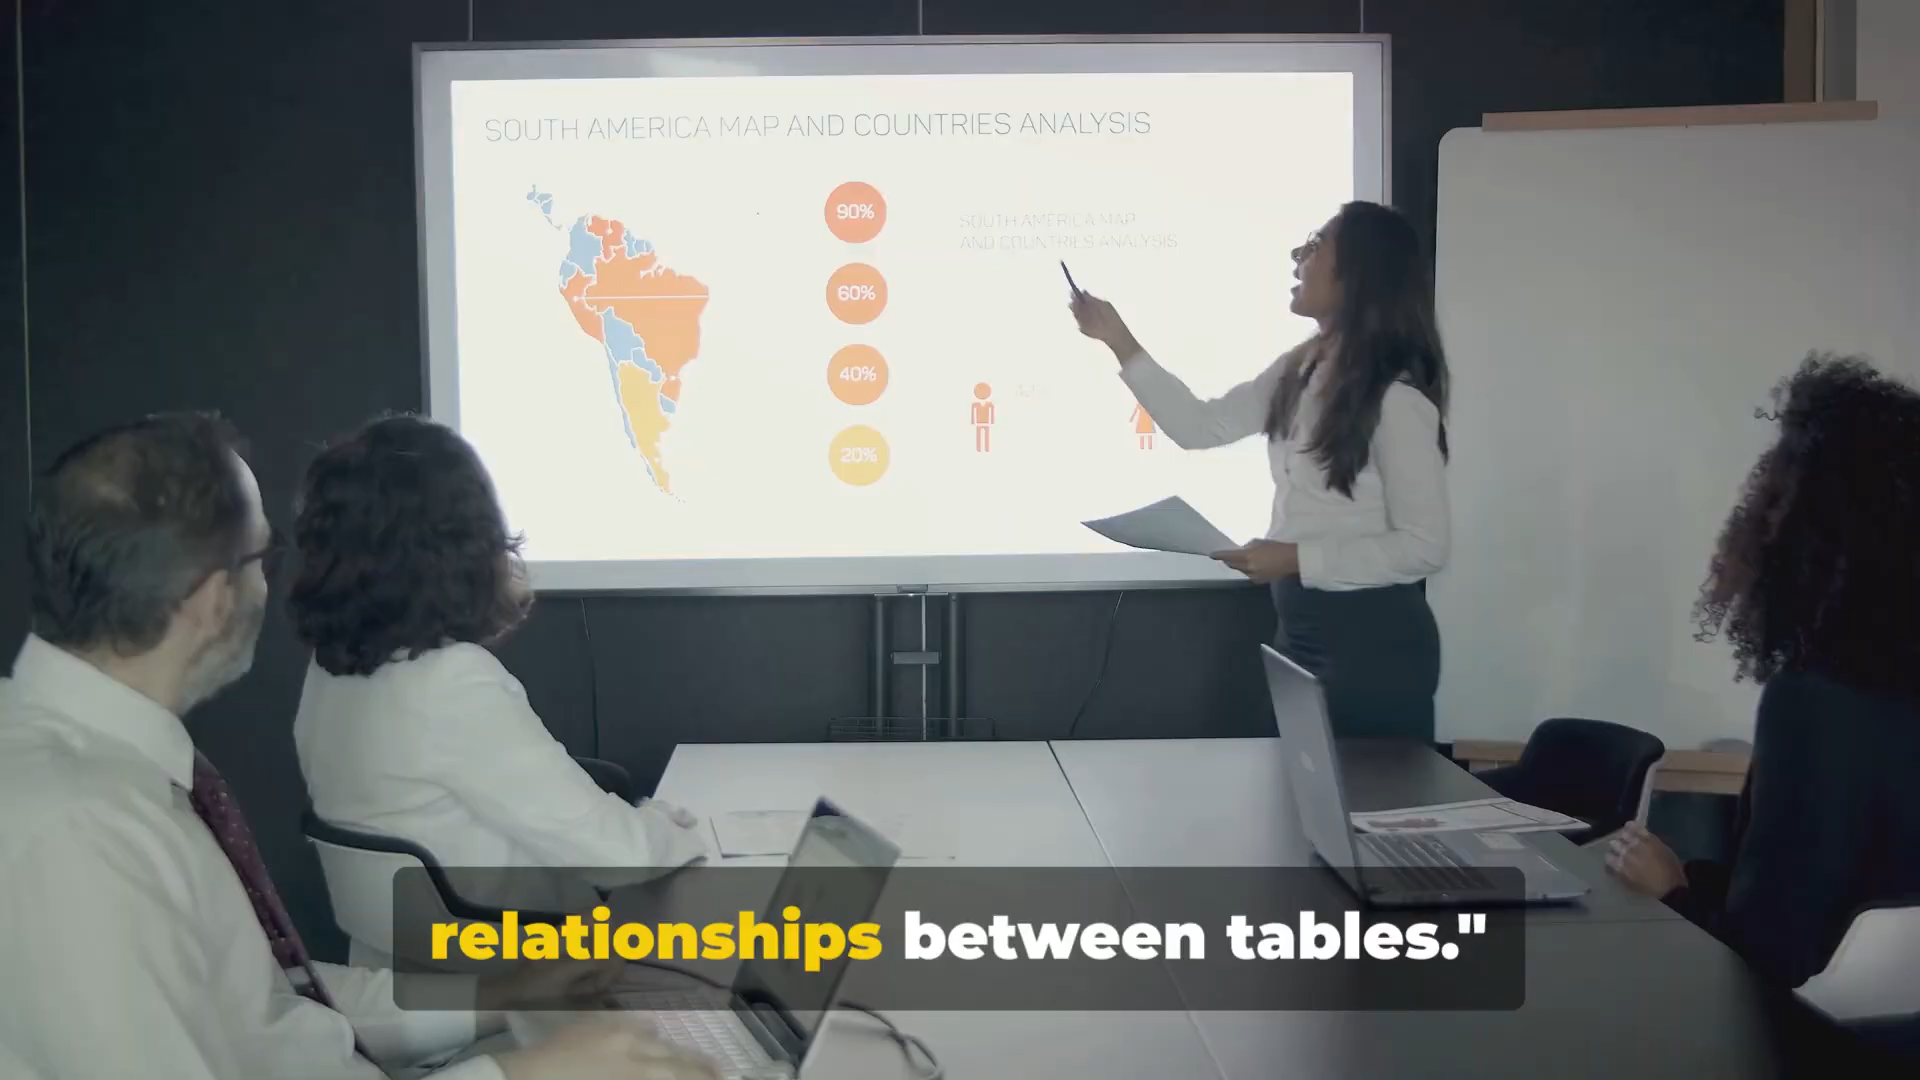 SOUTH AMERICA MAP AND COUNTRIES ANALYSIS
90%
60%
40%
20%
SOUTH AMERICA MAP
AND COUNTRIES ANALYSIS
relationships between tables."